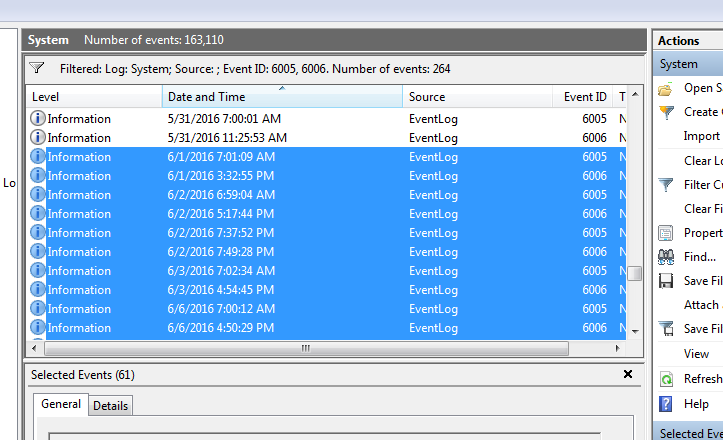 System Number of events: 163,110
Filtered: Log: System; Source: ; Event ID: 6005, 6006. Number of events: 264
Level Date and Time Source Event ID T
Information 5/31/2016 7:00:01 AM EventLog 6005 N
Information 5/31/2016 11:25:53 AM EventLog 6006 N
Information 6/1/2016 7:01:09 AM EventLog 6005 N
Information 6/1/2016 3:32:55 PM EventLog 6006 N
Information 6/2/2016 6:59:04 AM EventLog 6005 N
Information 6/2/2016 5:17:44 PM EventLog 6006 N
Information 6/2/2016 7:37:52 PM EventLog 6005 N
Information 6/2/2016 7:49:28 PM EventLog 6006 N
Information 6/3/2016 7:02:34 AM EventLog 6005 N
Information 6/3/2016 4:54:45 PM EventLog 6006 N
Information 6/6/2016 7:00:12 AM EventLog 6005 N
Information 6/6/2016 4:50:29 PM EventLog 6006 N
Lo
Selected Events (61)
General Details
Actions
System
Open S
Create
Import
Clear Lo
Filter Cu
Clear Fi
Propert
Find...
Save Fil
Attach
Save Fil
View
Refresh
Help
Selected Eve